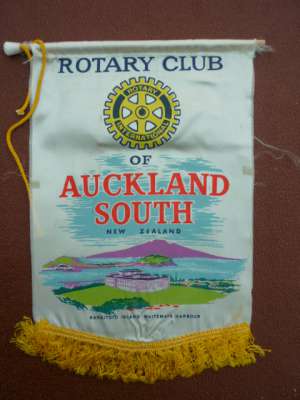 ROTARY CLUB
ROTARY
INTERNATIONAL
OF
AUCKLAND
SOUTH
NEW ZEALAND
RANGITOTO ISLAND WAITEMATA HARBOUR